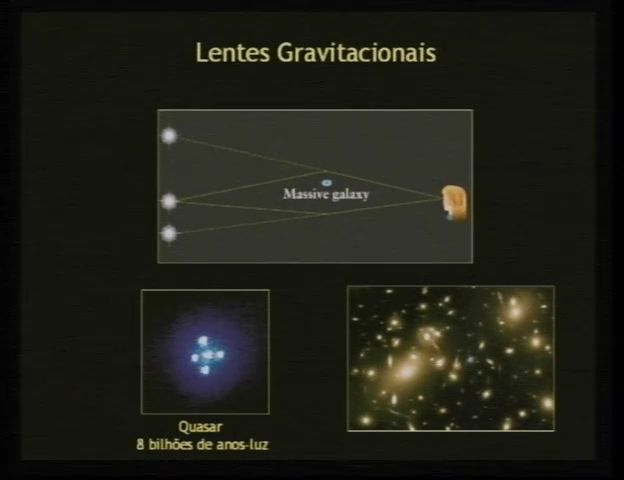 Lentes Gravitacionais
Massive galaxy
Quasar
8 bilhões de anos-luz